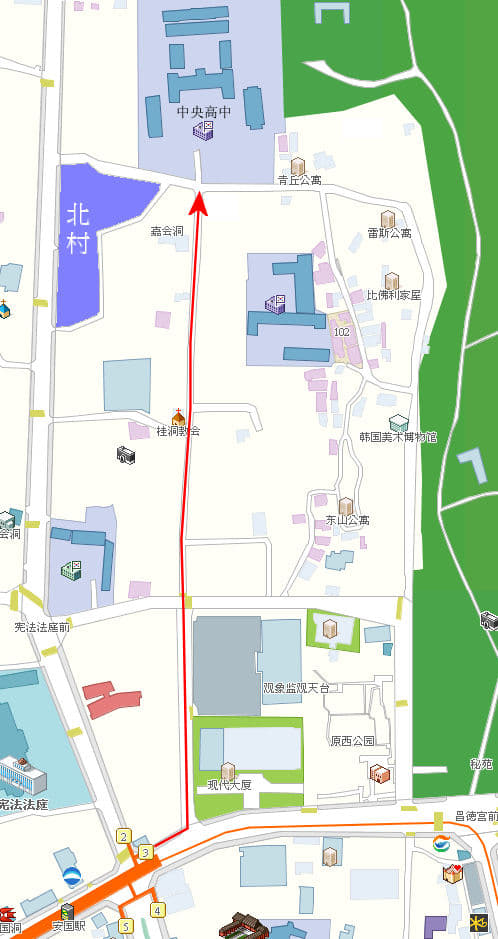 中央高中
青丘公寓
北
村
嘉会洞
雷斯公寓
比佛利家屋
102
桂洞教会
韩国美术博物馆
东山公寓
会洞
宪法法庭前
观象监观天台
原西公园
现代大厦
秘苑
宪法法庭
昌德宫前
2
3
4
5
安国駅
国洞